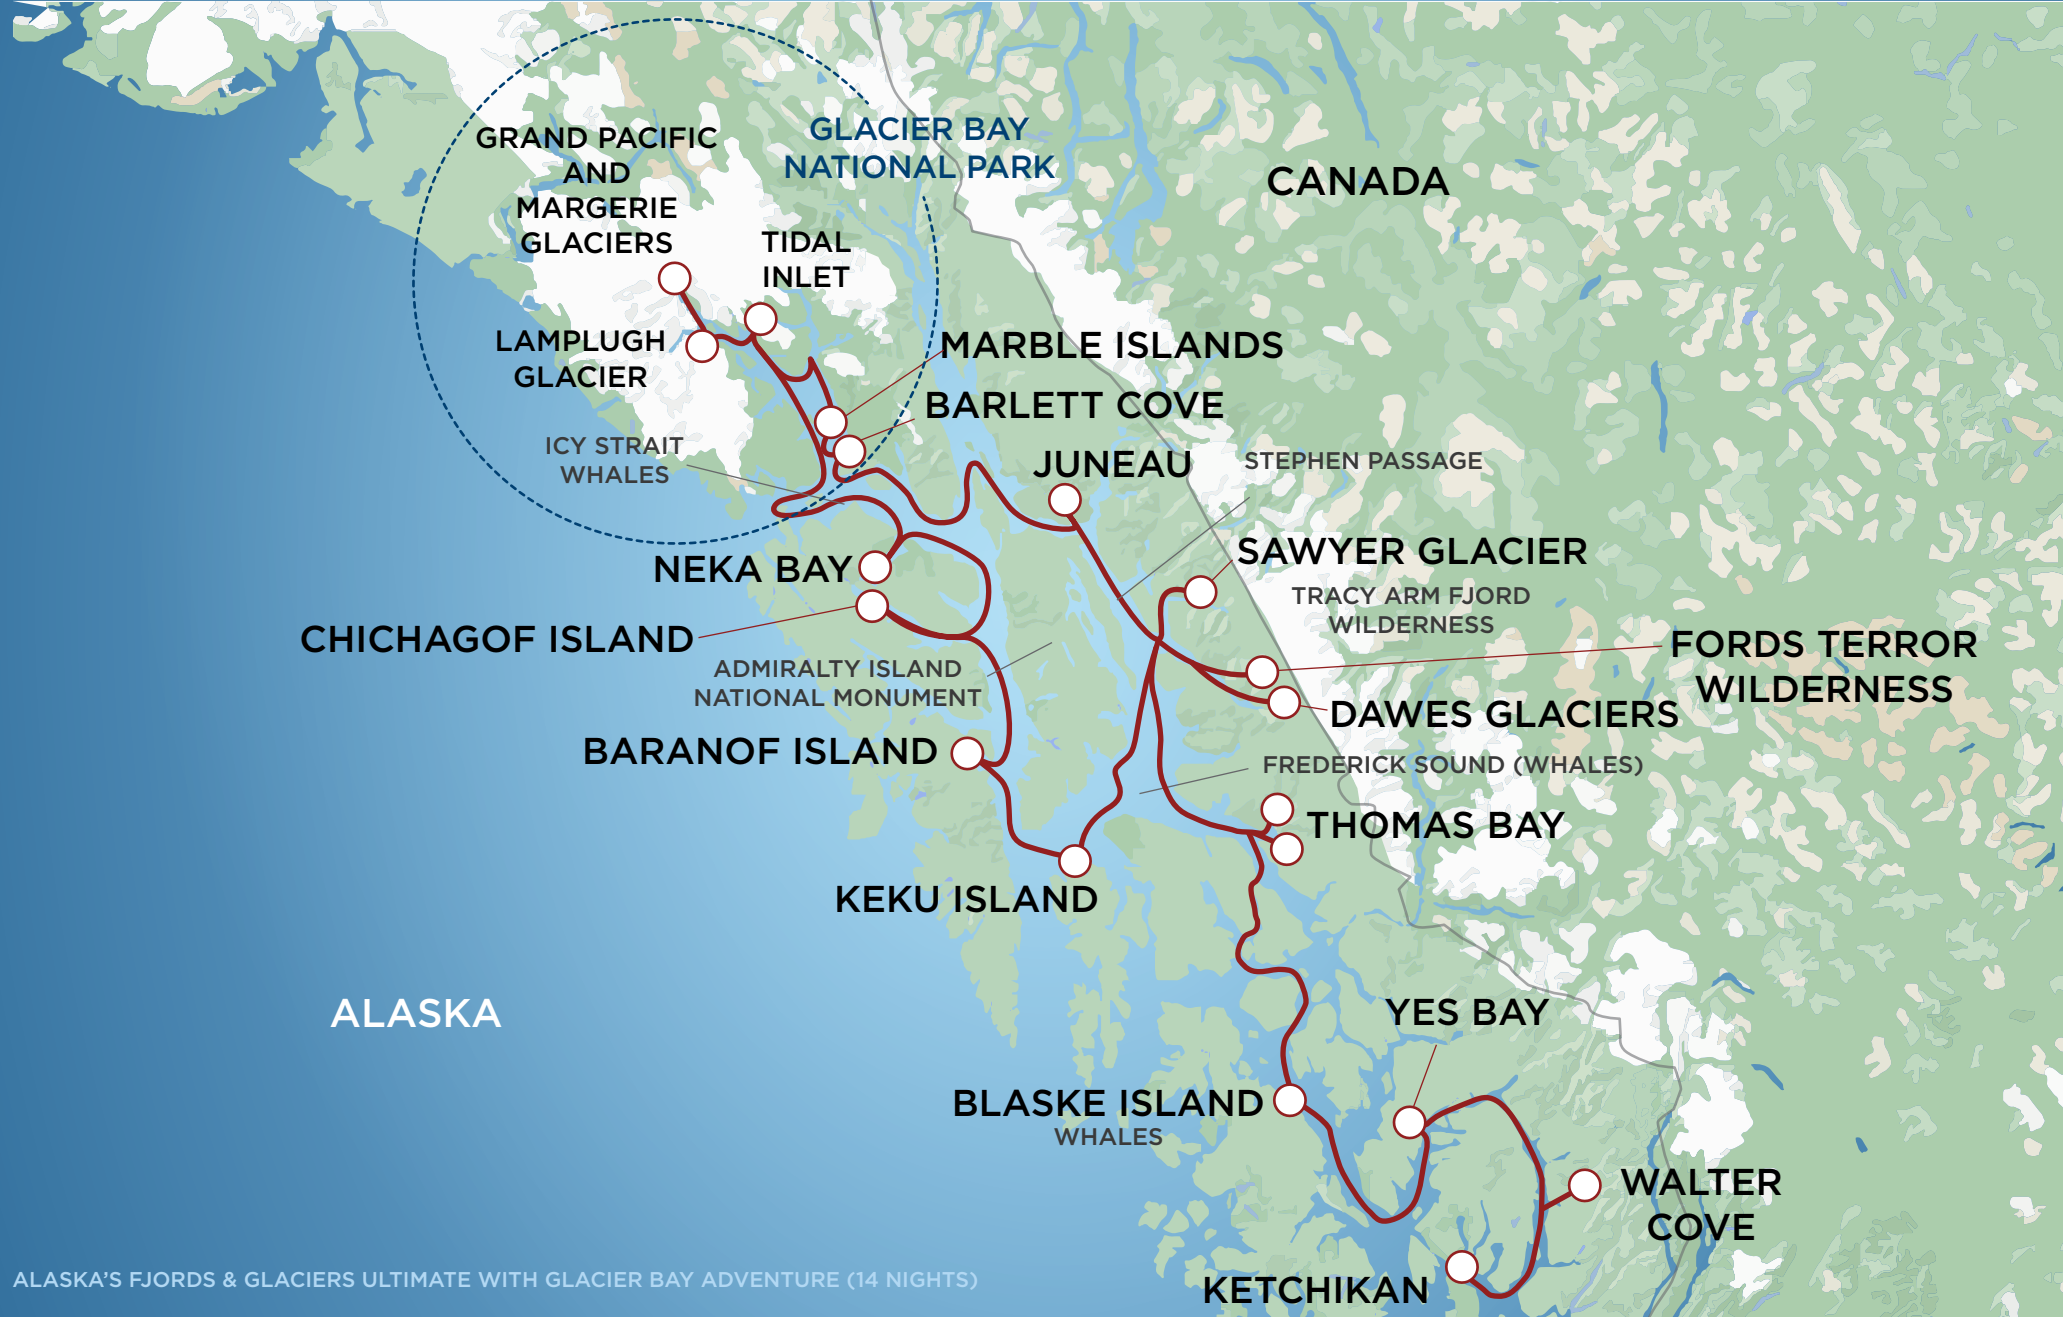 GRAND PACIFIC
AND
MARGERIE
GLACIERS
GLACIER BAY
NATIONAL PARK
CANADA
TIDAL
INLET
LAMPLUGH
GLACIER
MARBLE ISLANDS
BARLETT COVE
ICY STRAIT
WHALES
JUNEAU
STEPHEN PASSAGE
SAWYER GLACIER
TRACY ARM FJORD
WILDERNESS
NEKA BAY
CHICHAGOF ISLAND
FORDS TERROR
WILDERNESS
ADMIRALTY ISLAND
NATIONAL MONUMENT
DAWES GLACIERS
BARANOF ISLAND
FREDERICK SOUND (WHALES)
THOMAS BAY
KEKU ISLAND
ALASKA
YES BAY
BLASKE ISLAND
WHALES
WALTER
COVE
KETCHIKAN
ALASKA'S FJORDS & GLACIERS ULTIMATE WITH GLACIER BAY ADVENTURE (14 NIGHTS)